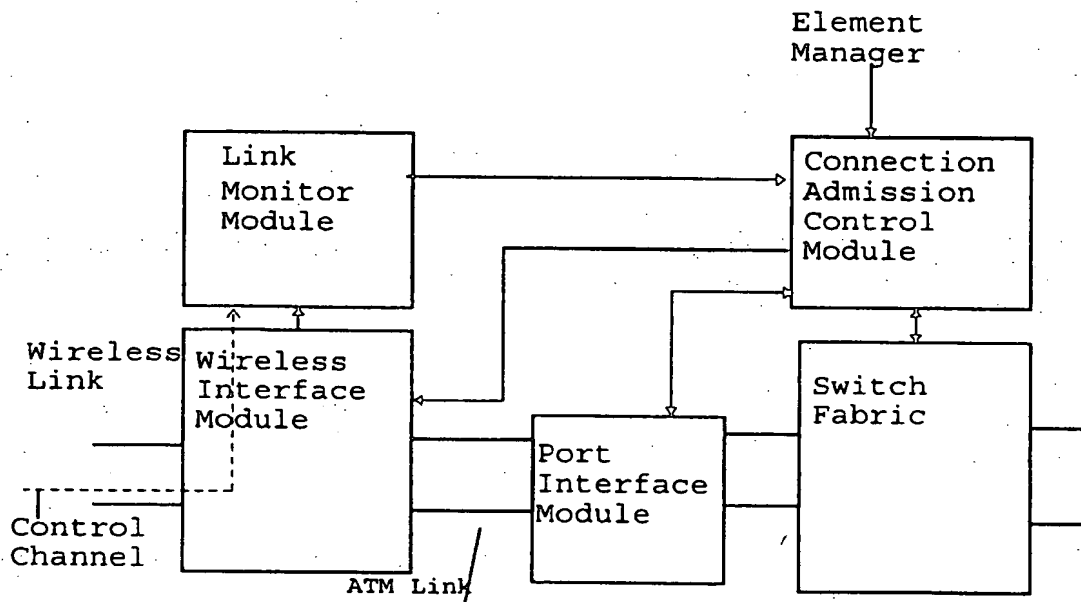 Element
Manager
Link
Monitor
Module
Connection
Admission
Control
Module
Wireless
Link
Wireless
Interface
Module
Switch
Fabric
Port
Interface
Module
Control
Channel
ATM Link